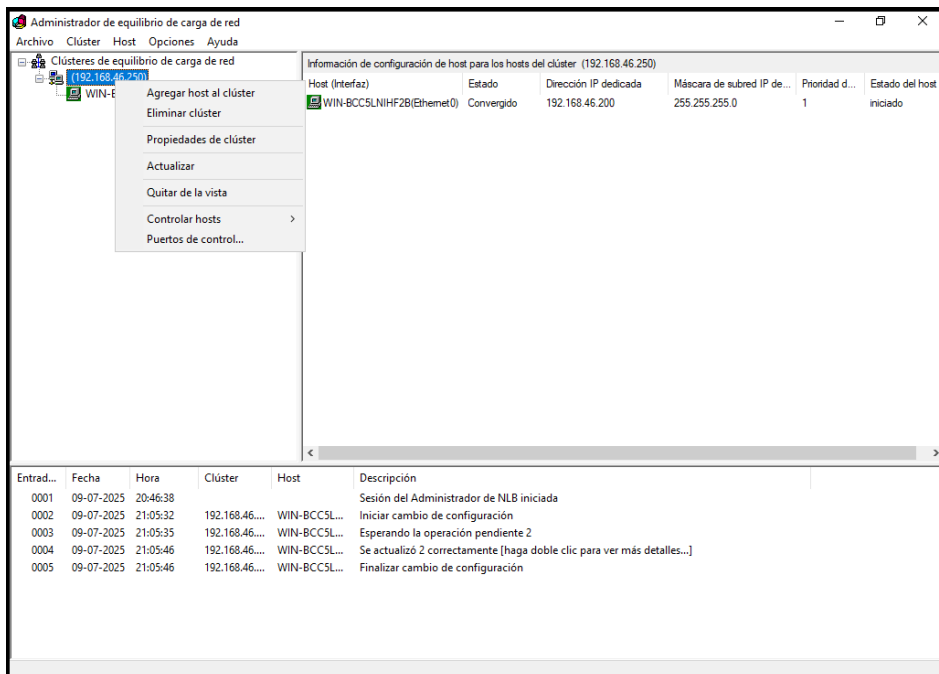 Administrador de equilibrio de carga de red
Archivo Clúster Host Opciones Ayuda
Clústeres de equilibrio de carga de red
(192.168.46.250)
WIN-B
Agregar host al clúster
Eliminar clúster
Propiedades de clúster
Actualizar
Quitar de la vista
Controlar hosts
Puertos de control...
Información de configuración de host para los hosts del clúster (192.168.46.250)
Host (Interfaz) Estado Dirección IP dedicada Máscara de subred IP de... Prioridad d... Estado del host
WIN-BCC5LNIHF2B(Ethernet0) Convergido 192.168.46.200 255.255.255.0 1 iniciado
Entrad... Fecha Hora Clúster Host Descripción
0001 09-07-2025 20:46:38 Sesión del Administrador de NLB iniciada
0002 09-07-2025 21:05:32 192.168.46.... WIN-BCC5L... Iniciar cambio de configuración
0003 09-07-2025 21:05:35 192.168.46.... WIN-BCC5L... Esperando la operación pendiente 2
0004 09-07-2025 21:05:46 192.168.46.... WIN-BCC5L... Se actualizó 2 correctamente [haga doble clic para ver más detalles...]
0005 09-07-2025 21:05:46 192.168.46.... WIN-BCC5L... Finalizar cambio de configuración